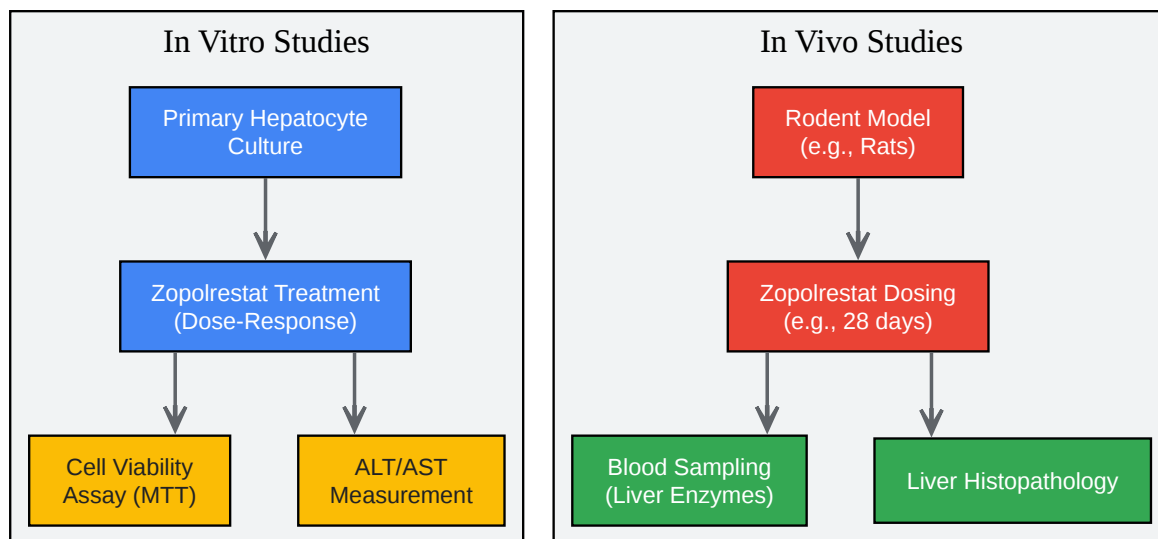 In Vitro Studies
Primary Hepatocyte
Culture
Zopolrestat Treatment
(Dose-Response)
Cell Viability
Assay (MTT)
ALT/AST
Measurement
In Vivo Studies
Rodent Model
(e.g., Rats)
Zopolrestat Dosing
(e.g., 28 days)
Blood Sampling
(Liver Enzymes)
Liver Histopathology